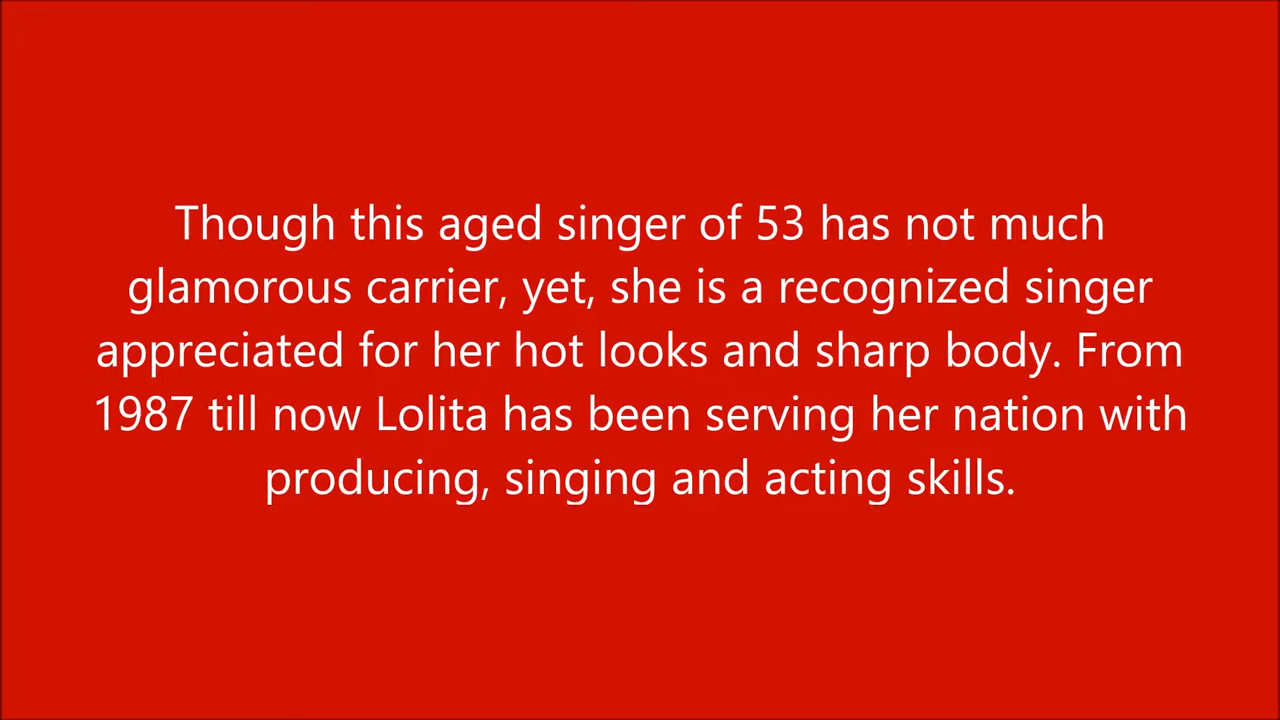 Though this aged singer of 53 has not much
glamorous carrier, yet, she is a recognized singer
appreciated for her hot looks and sharp body. From
1987 till now Lolita has been serving her nation with
producing, singing and acting skills.